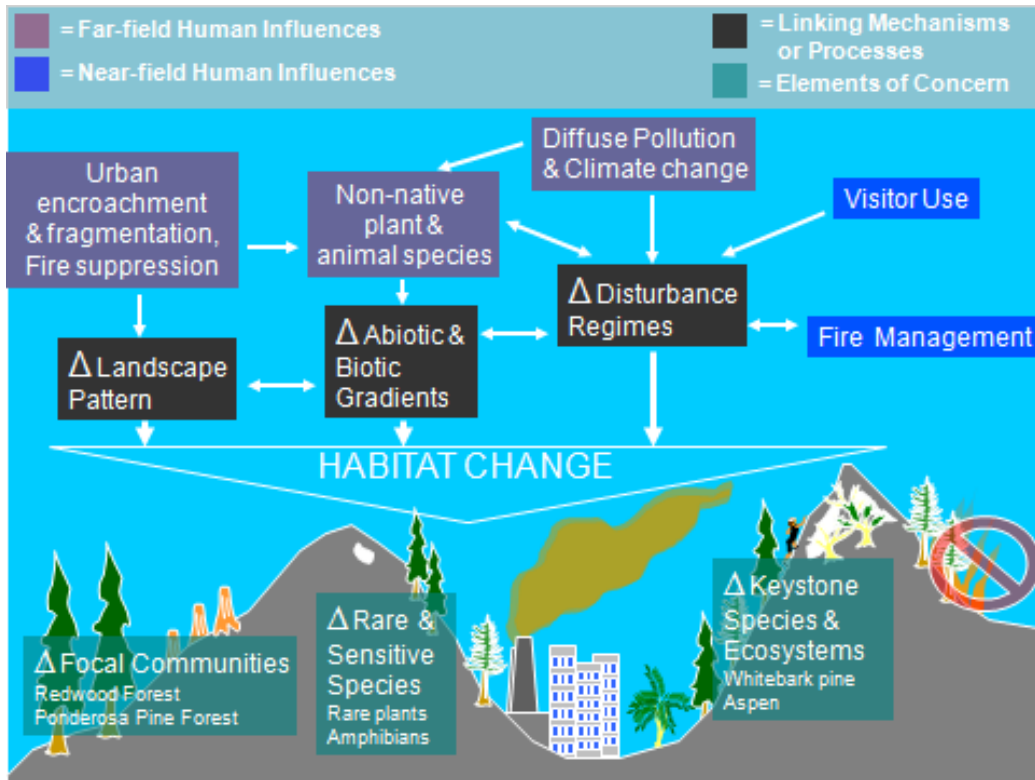 = Far-field Human Influences
= Near-field Human Influences
= Linking Mechanisms
or Processes
= Elements of Concern
Urban
encroachment
& fragmentation,
Fire suppression
Non-native
plant &
animal species
Diffuse Pollution
& Climate change
Visitor Use
Δ Landscape
Pattern
Δ Abiotic &
Biotic
Gradients
Δ Disturbance
Regimes
Fire Management
HABITAT CHANGE
Δ Focal Communities
Redwood Forest
Ponderosa Pine Forest
Δ Rare &
Sensitive
Species
Rare plants
Amphibians
Δ Keystone
Species &
Ecosystems
Whitebark pine
Aspen